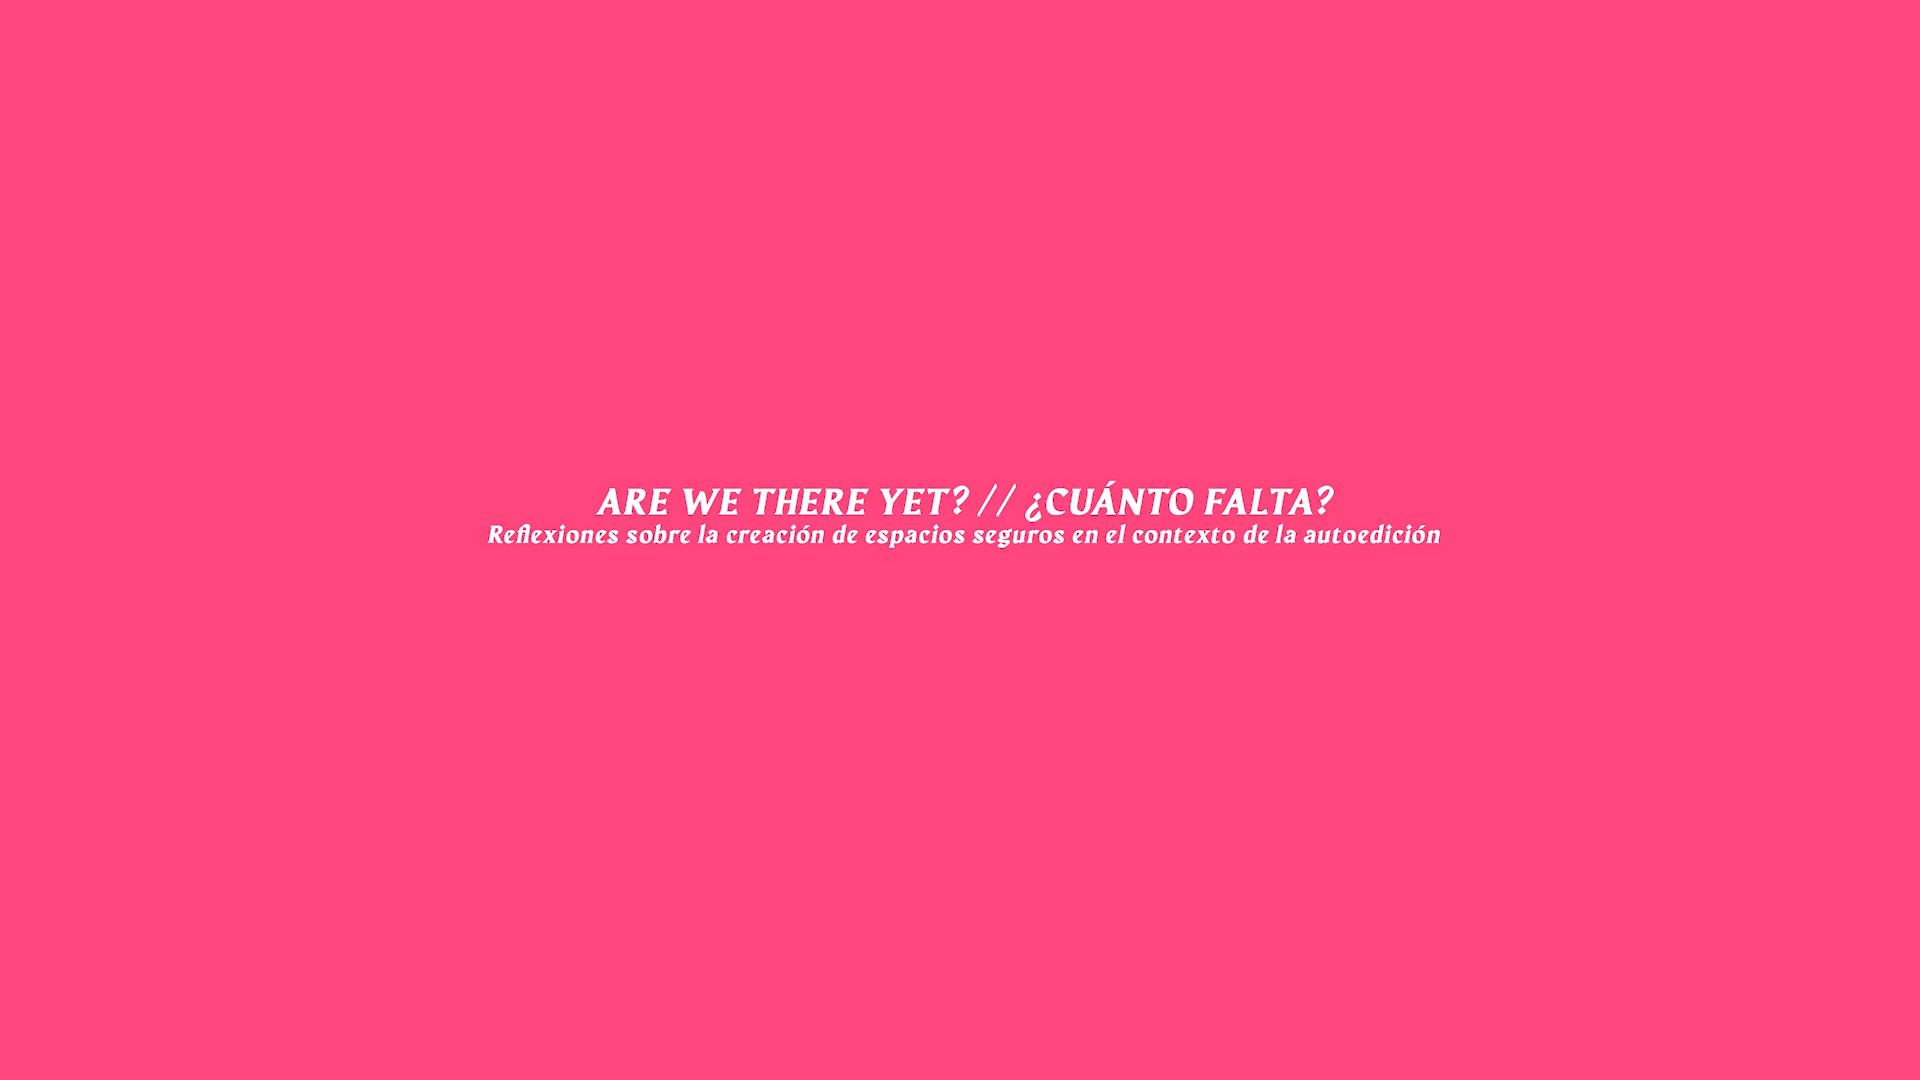 ARE WE THERE YET? // ¿CUÁNTO FALTA?
Reflexiones sobre la creación de espacios seguros en el contexto de la autoedición